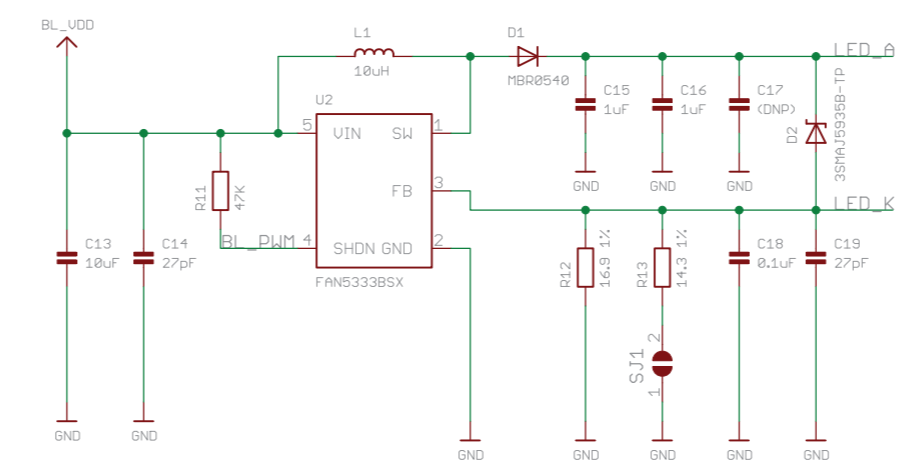 BL_VDD
L1
10uH
D1
MBR0540
LED_A
C15
1uF
C16
1uF
C17
(DNP)
D2
3SMAJ5935B-TP
GND
GND
GND
U2
5
VIN
SW
1
FB
3
4
SHDN GND
2
FAN5333BSX
R11
47K
BL_PWM
LED_K
C13
10uF
C14
27pF
R12
16.9 1%
R13
14.3 1%
C18
0.1uF
C19
27pF
SJ1
2
1
GND
GND
GND
GND
GND
GND
GND